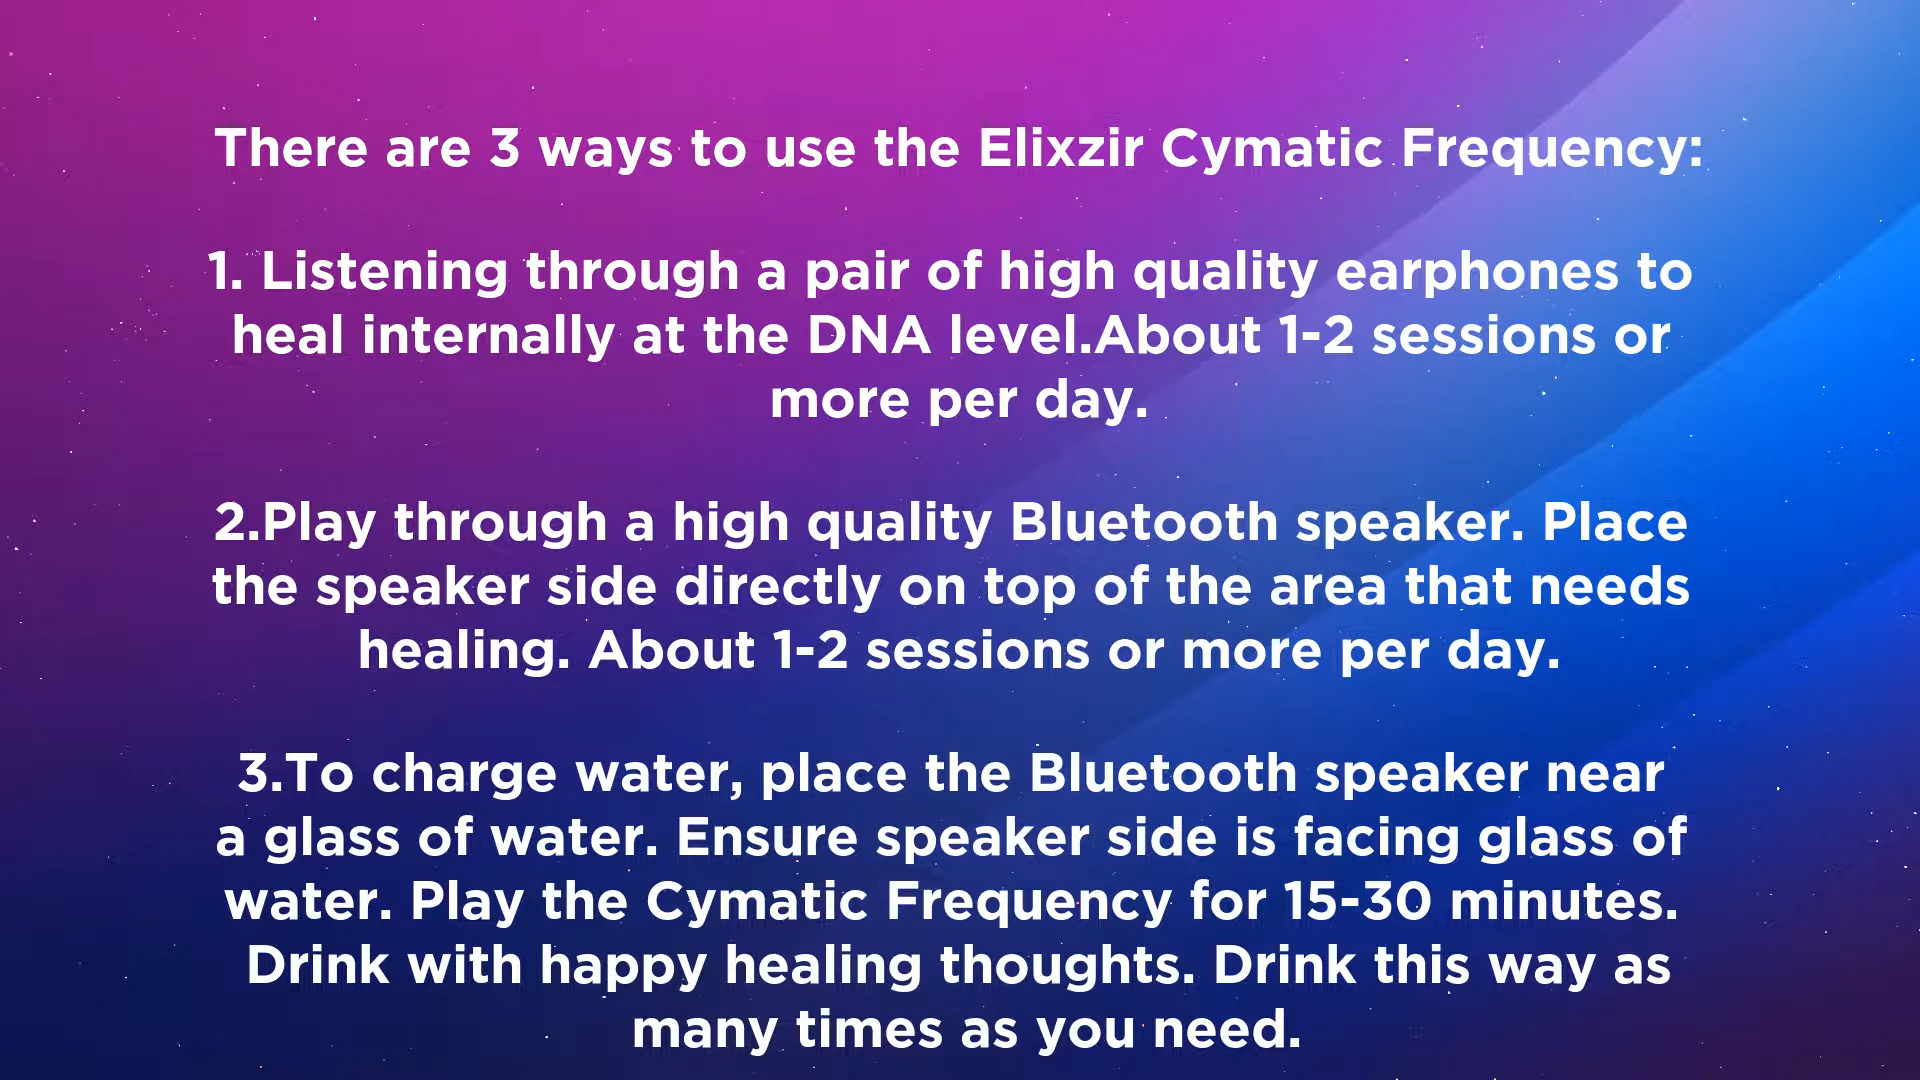 There are 3 ways to use the Elixzir Cymatic Frequency:
1. Listening through a pair of high quality earphones to
heal internally at the DNA level.About 1-2 sessions or
more per day.
2.Play through a high quality Bluetooth speaker. Place
the speaker side directly on top of the area that needs
healing. About 1-2 sessions or more per day.
3.To charge water, place the Bluetooth speaker near
a glass of water. Ensure speaker side is facing glass of
water. Play the Cymatic Frequency for 15-30 minutes.
Drink with happy healing thoughts. Drink this way as
many times as you need.